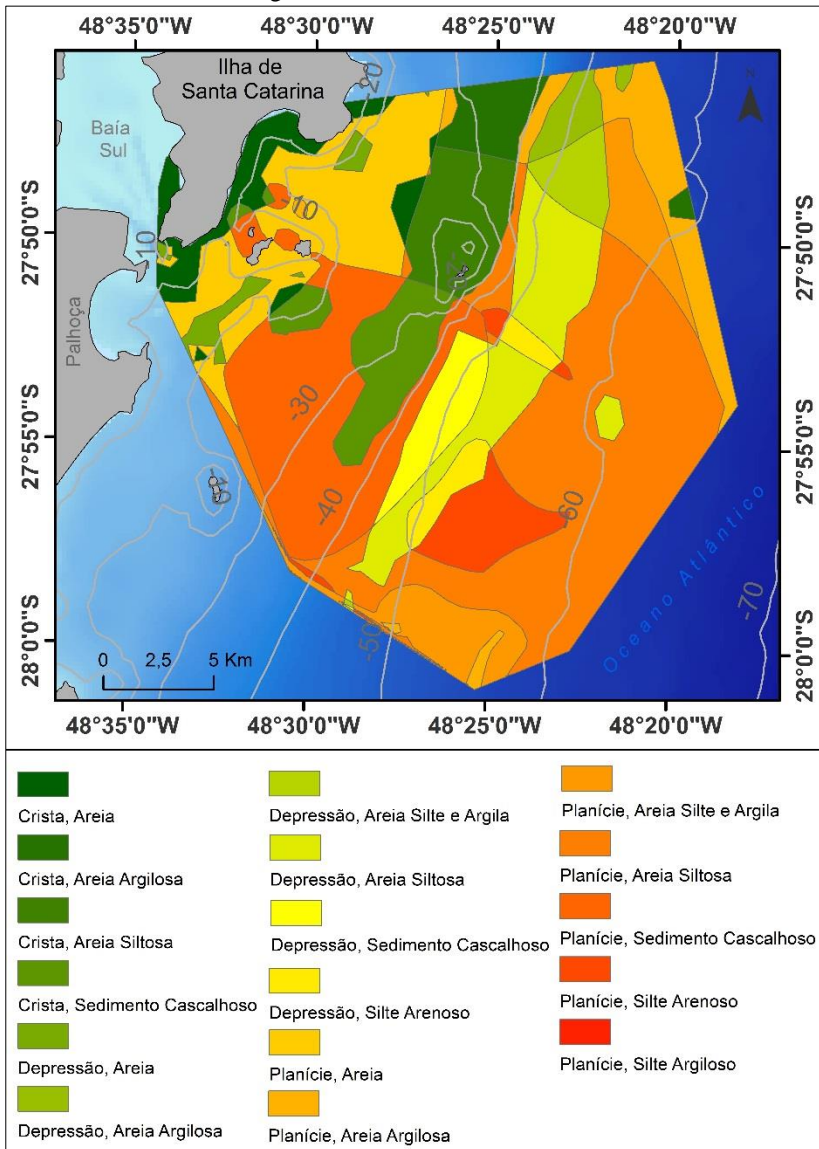 48°35'0"W 48°30'0"W 48°25'0"W 48°20'0"W
Ilha de
Santa Catarina
-20
Baía
Sul
-10
-10
27°50'0"S
27°50'0"S
-20
Palhoça
-30
27°55'0"S
27°55'0"S
-10
-40
-60
Oceano Atlântico
-50
-70
28°0'0"S
28°0'0"S
0 2,5 5 Km
48°35'0"W 48°30'0"W 48°25'0"W 48°20'0"W
Crista, Areia
Crista, Areia Argilosa
Crista, Areia Siltosa
Crista, Sedimento Cascalhoso
Depressão, Areia
Depressão, Areia Argilosa
Depressão, Areia Silte e Argila
Depressão, Areia Siltosa
Depressão, Sedimento Cascalhoso
Depressão, Silte Arenoso
Planície, Areia
Planície, Areia Argilosa
Planície, Areia Silte e Argila
Planície, Areia Siltosa
Planície, Sedimento Cascalhoso
Planície, Silte Arenoso
Planície, Silte Argiloso